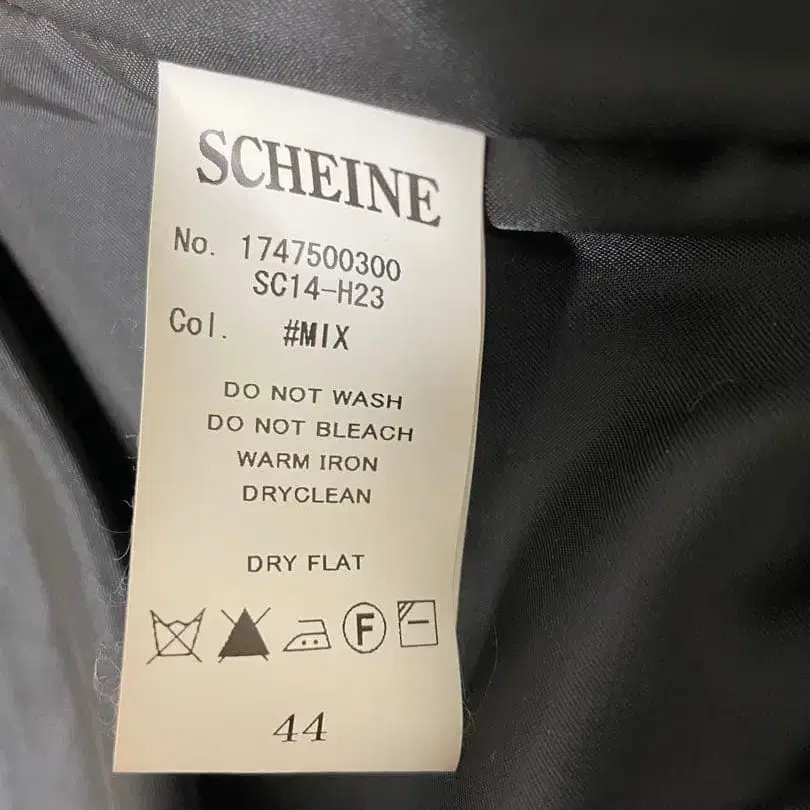 SCHEINE
No. 1747500300
SC14-H23
Col. #MIX
DO NOT WASH
DO NOT BLEACH
WARM IRON
DRYCLEAN
DRY FLAT
F
44